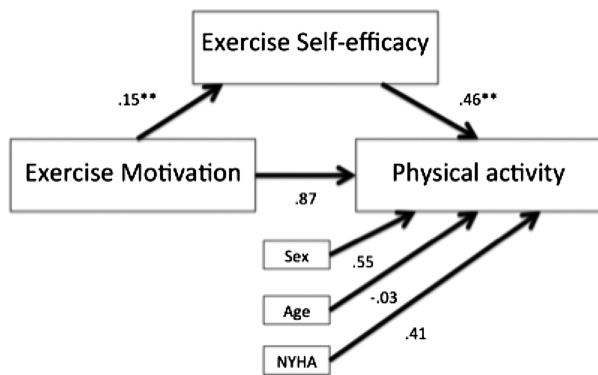 Exercise Self-efficacy
.15**
.46**
Exercise Motivation
Physical activity
.87
Sex
.55
Age
-.03
NYHA
.41